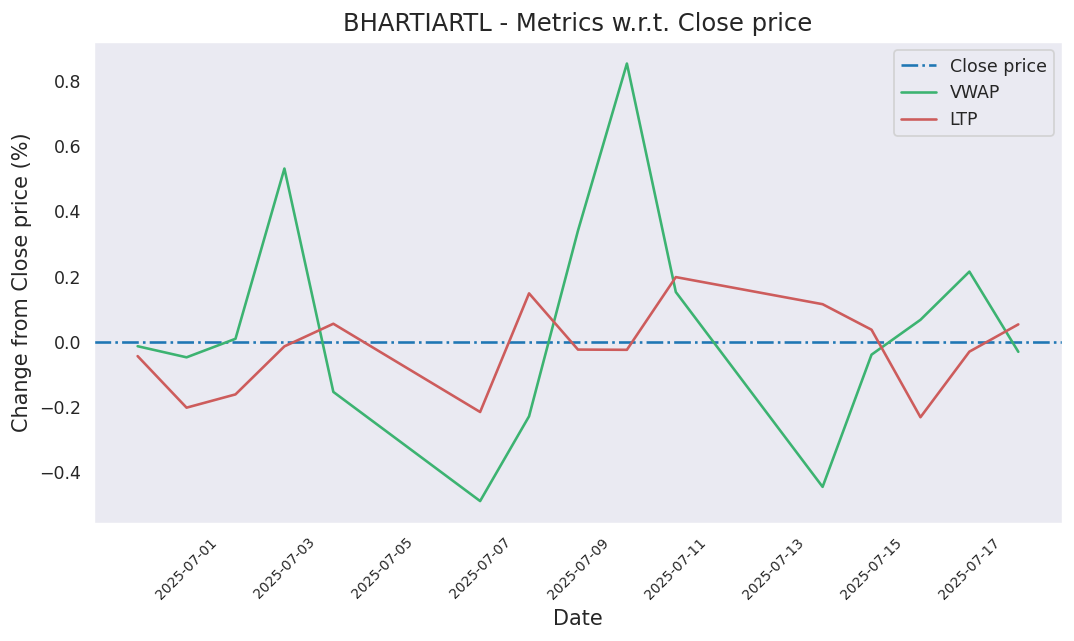 BHARTIARTL - Metrics w.r.t. Close price
Close price
VWAP
LTP
Change from Close price (%)
0.8
0.6
0.4
0.2
0.0
−0.2
−0.4
2025-07-01
2025-07-03
2025-07-05
2025-07-07
2025-07-09
2025-07-11
2025-07-13
2025-07-15
2025-07-17
Date